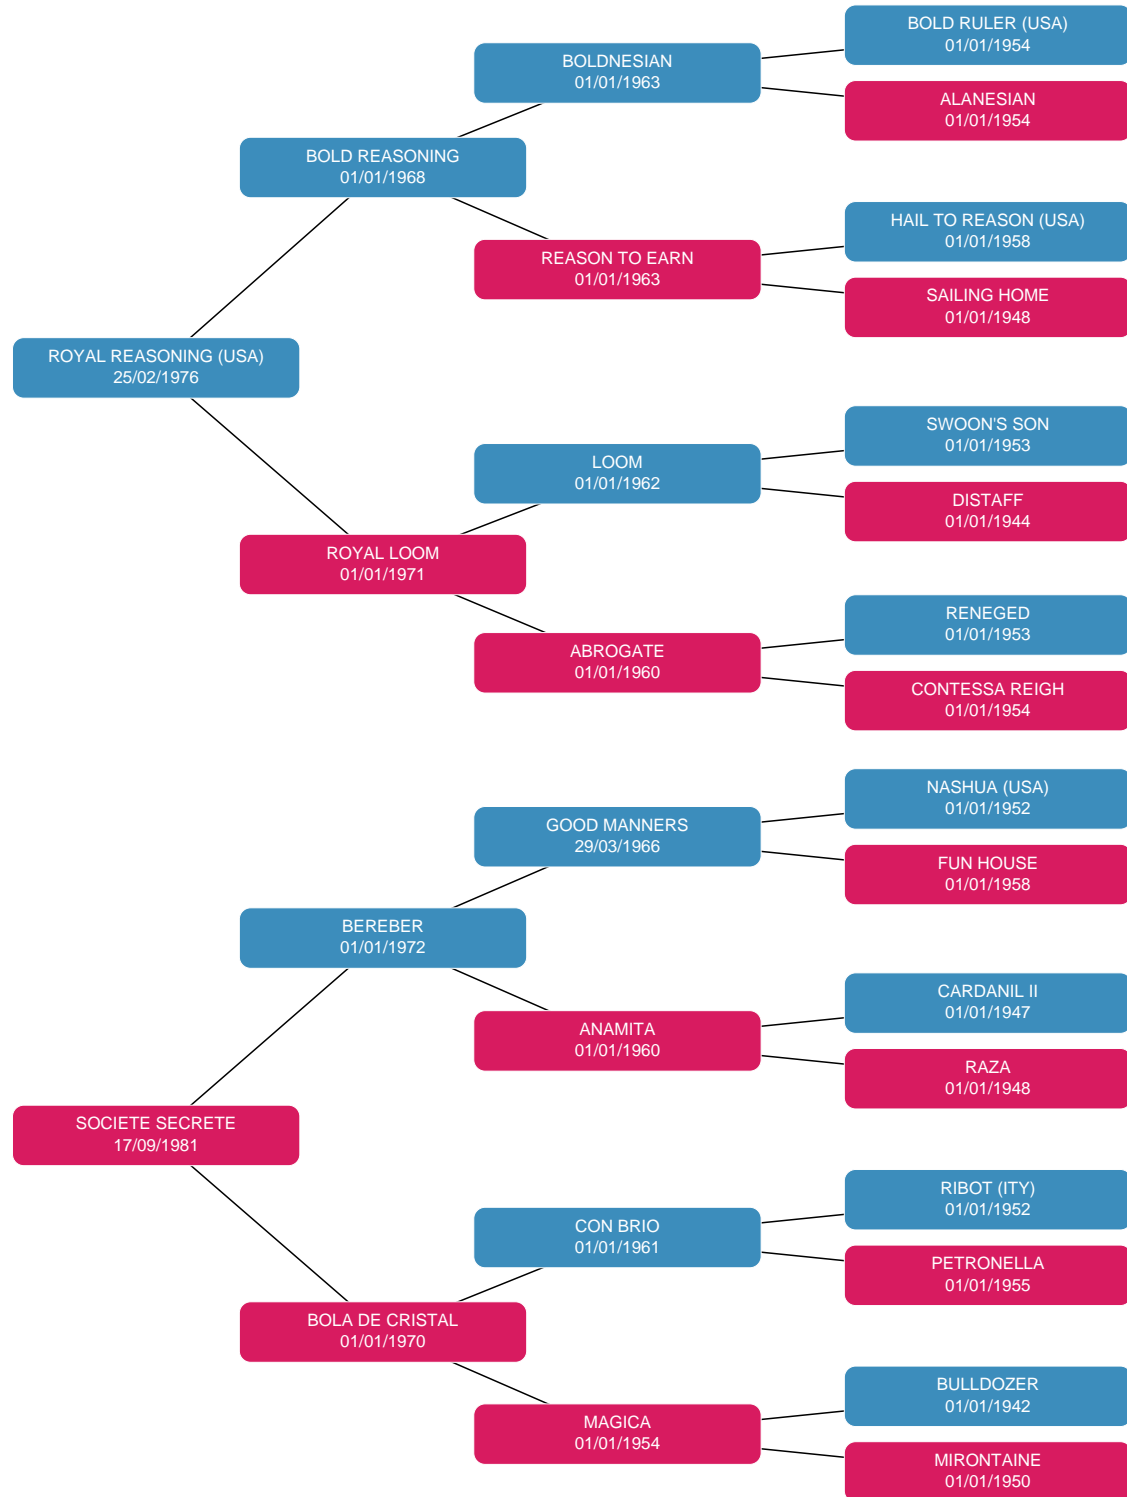 BOLD RULER (USA)
01/01/1954
BOLDNESIAN
01/01/1963
ALANESIAN
01/01/1954
BOLD REASONING
01/01/1968
HAIL TO REASON (USA)
01/01/1958
REASON TO EARN
01/01/1963
SAILING HOME
01/01/1948
ROYAL REASONING (USA)
25/02/1976
SWOON'S SON
01/01/1953
LOOM
01/01/1962
DISTAFF
01/01/1944
ROYAL LOOM
01/01/1971
RENEGED
01/01/1953
ABROGATE
01/01/1960
CONTESSA REIGH
01/01/1954
NASHUA (USA)
01/01/1952
GOOD MANNERS
29/03/1966
FUN HOUSE
01/01/1958
BEREBER
01/01/1972
CARDANIL II
01/01/1947
ANAMITA
01/01/1960
RAZA
01/01/1948
SOCIETE SECRETE
17/09/1981
RIBOT (ITY)
01/01/1952
CON BRIO
01/01/1961
PETRONELLA
01/01/1955
BOLA DE CRISTAL
01/01/1970
BULLDOZER
01/01/1942
MAGICA
01/01/1954
MIRONTAINE
01/01/1950